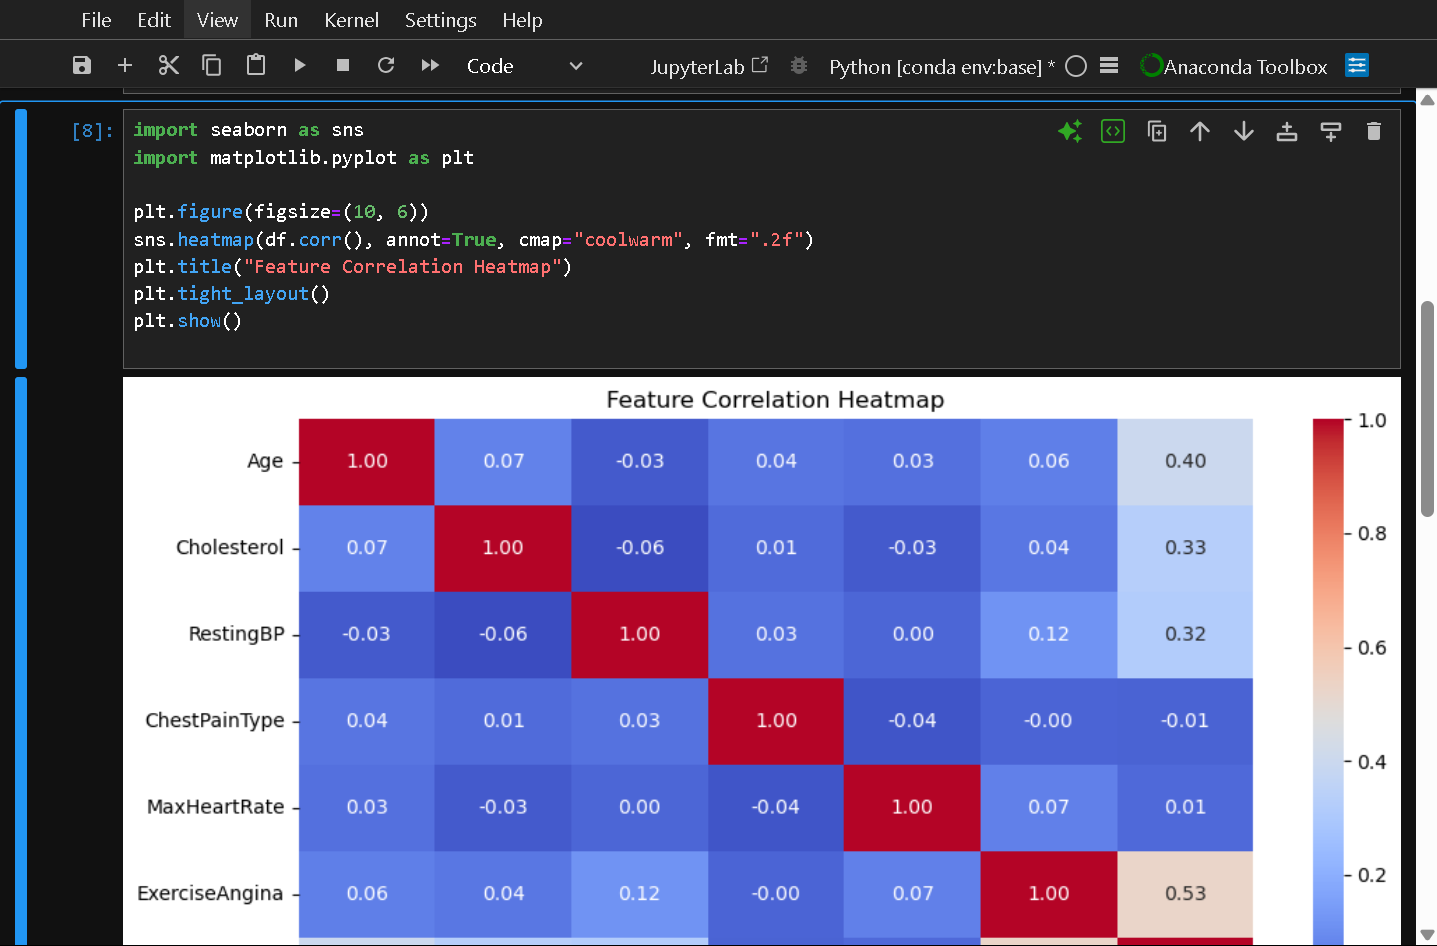 File Edit View Run Kernel Settings Help
Code JupyterLab Python [conda env:base] * Anaconda Toolbox
[8]: import seaborn as sns
import matplotlib.pyplot as plt
plt.figure(figsize=(10, 6))
sns.heatmap(df.corr(), annot=True, cmap="coolwarm", fmt=".2f")
plt.title("Feature Correlation Heatmap")
plt.tight_layout()
plt.show()
Feature Correlation Heatmap
Age 1.00 0.07 -0.03 0.04 0.03 0.06 0.40 1.0
Cholesterol 0.07 1.00 -0.06 0.01 -0.03 0.04 0.33 0.8
RestingBP -0.03 -0.06 1.00 0.03 0.00 0.12 0.32 0.6
ChestPainType 0.04 0.01 0.03 1.00 -0.04 -0.00 -0.01 0.4
MaxHeartRate 0.03 -0.03 0.00 -0.04 1.00 0.07 0.01
ExerciseAngina 0.06 0.04 0.12 -0.00 0.07 1.00 0.53 0.2